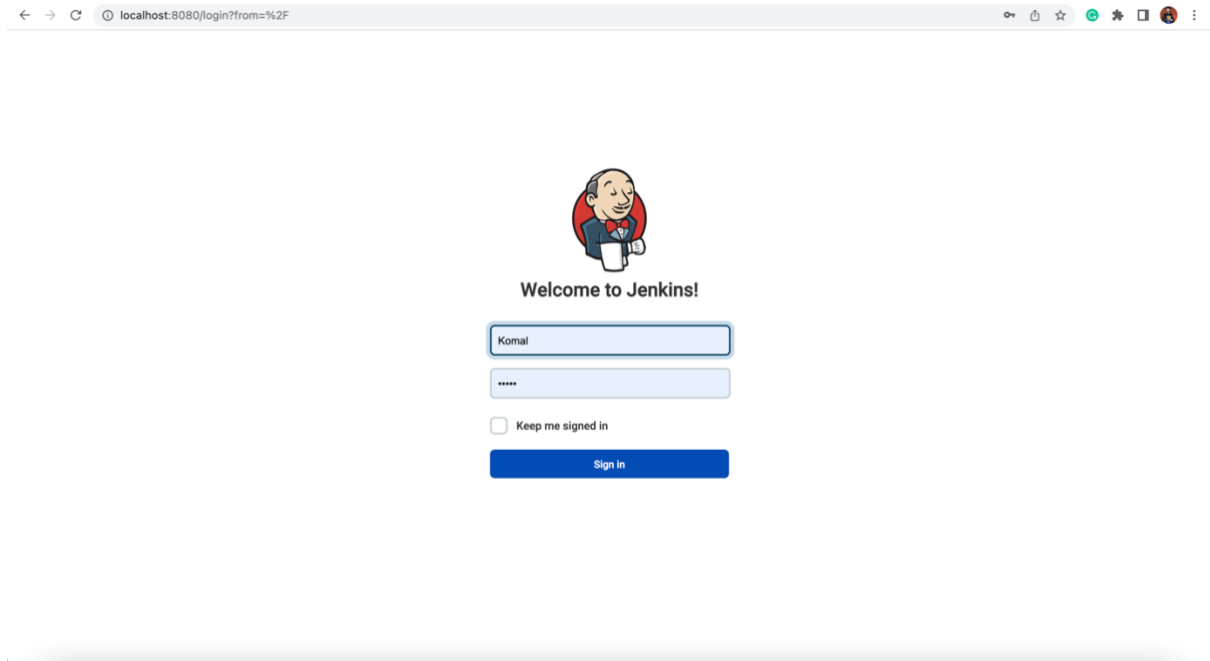 localhost:8080/login?from=%2F
Welcome to Jenkins!
Komal
•••••
Keep me signed in
Sign in